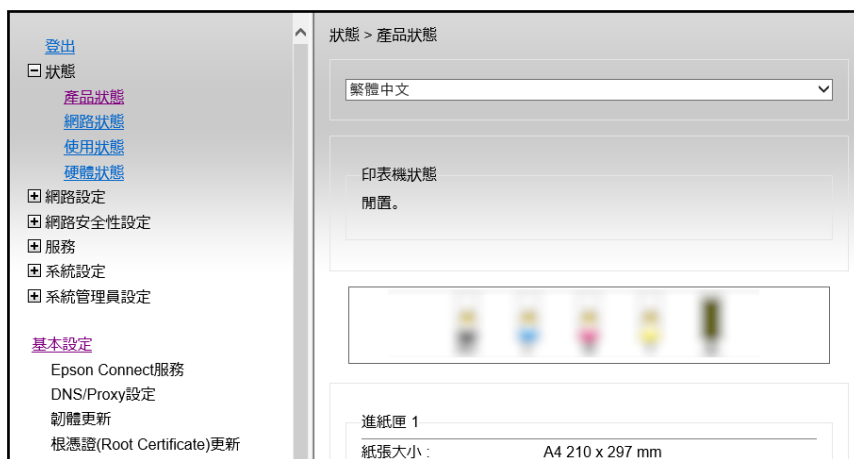 登出
狀態
產品狀態
網路狀態
使用狀態
硬體狀態
網路設定
網路安全性設定
服務
系統設定
系統管理員設定
基本設定
Epson Connect服務
DNS/Proxy設定
韌體更新
根憑證(Root Certificate)更新
狀態 > 產品狀態
繁體中文
印表機狀態
閒置。
進紙匣 1
紙張大小 : A4 210 x 297 mm